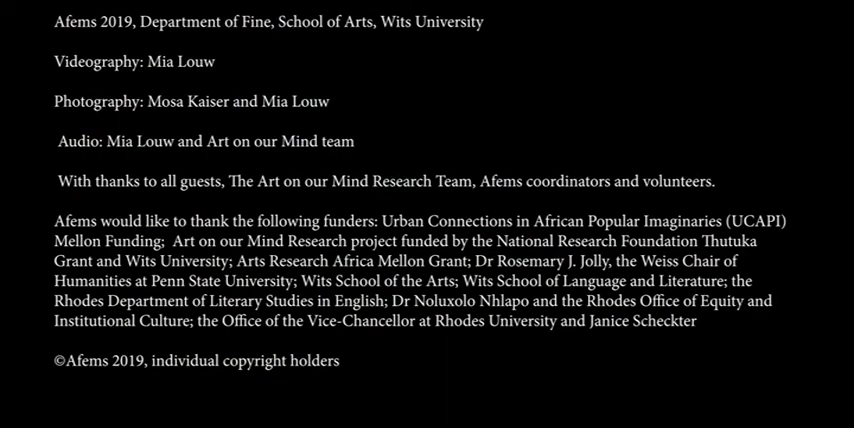 Afems 2019, Department of Fine, School of Arts, Wits University
Videography: Mia Louw
Photography: Mosa Kaiser and Mia Louw
Audio: Mia Louw and Art on our Mind team
With thanks to all guests, The Art on our Mind Research Team, Afems coordinators and volunteers.
Afems would like to thank the following funders: Urban Connections in African Popular Imaginaries (UCAPI)
Mellon Funding; Art on our Mind Research project funded by the National Research Foundation Thutuka
Grant and Wits University; Arts Research Africa Mellon Grant; Dr Rosemary J. Jolly, the Weiss Chair of
Humanities at Penn State University; Wits School of the Arts; Wits School of Language and Literature; the
Rhodes Department of Literary Studies in English; Dr Noluxolo Nhlapo and the Rhodes Office of Equity and
Institutional Culture; the Office of the Vice-Chancellor at Rhodes University and Janice Scheckter
©Afems 2019, individual copyright holders